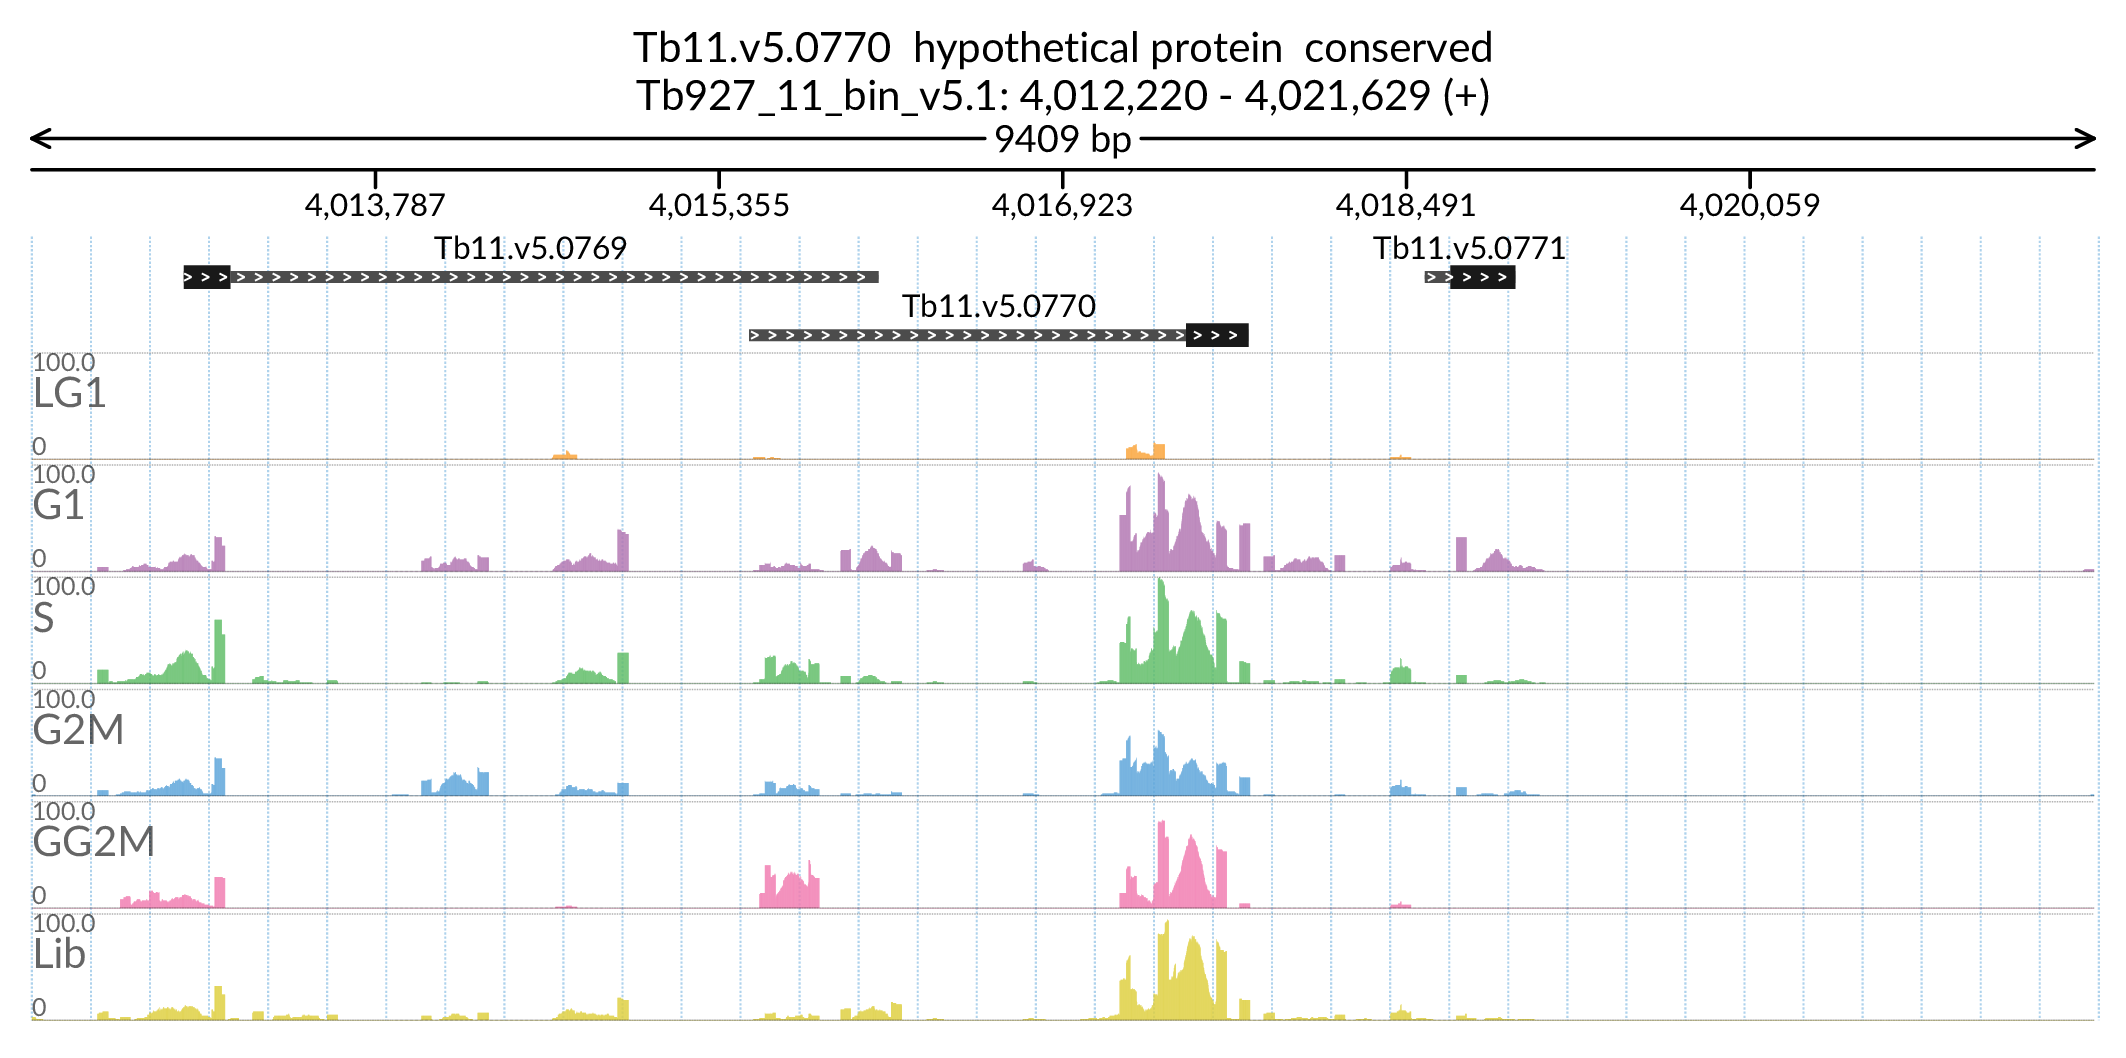 Tb11.v5.0770 hypothetical protein conserved
Tb927_11_bin_v5.1: 4,012,220 - 4,021,629 (+)
9409 bp
4,013,787 4,015,355 4,016,923 4,018,491 4,020,059
Tb11.v5.0769 Tb11.v5.0771
Tb11.v5.0770
100.0
LG1
0
100.0
G1
0
100.0
S
0
100.0
G2M
0
100.0
GG2M
0
100.0
Lib
0